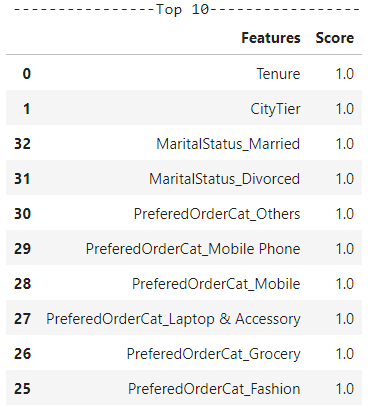 ----------------Top 10-----------------
Features Score
0 Tenure 1.0
1 CityTier 1.0
32 MaritalStatus_Married 1.0
31 MaritalStatus_Divorced 1.0
30 PreferedOrderCat_Others 1.0
29 PreferedOrderCat_Mobile Phone 1.0
28 PreferedOrderCat_Mobile 1.0
27 PreferedOrderCat_Laptop & Accessory 1.0
26 PreferedOrderCat_Grocery 1.0
25 PreferedOrderCat_Fashion 1.0